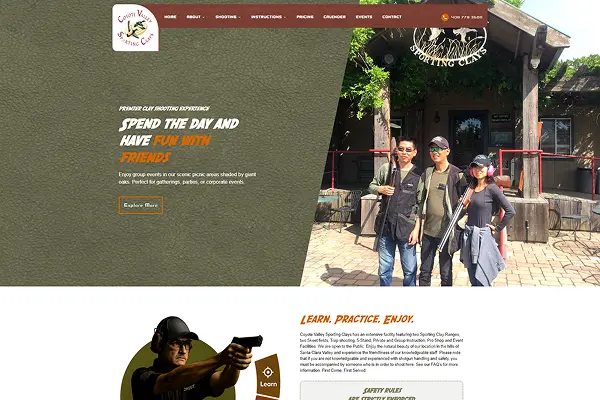 Coyote Valley
Sporting Clays
HOME ABOUT SHOOTING INSTRUCTIONS PRICING CALENDER EVENTS CONTACT
408 778 3600
SPORTING CLAYS
Premier Clay Shooting Experience
Spend the day and
have fun with
friends
Enjoy group events in our scenic picnic areas shaded by giant
oaks. Perfect for gatherings, parties, or corporate events.
Explore More
Learn. Practice. Enjoy.
Coyote Valley Sporting Clays has an extensive facility featuring two Sporting Clay Ranges,
two Skeet fields, Trap shooting, 5 Stand, Private and Group Instruction, Pro Shop and Event
Facilities. We are open to the Public. Enjoy the natural beauty of our location in the hills of
Santa Clara Valley and experience the friendliness of our knowledgeable staff. Please note
that if you are not knowledgeable and experienced with shotgun handling and safety, you
must be accompanied by someone who is in order to shoot here. See our FAQ's for more
information. First Come, First Served
Learn
Safety Rules
are strictly enforced